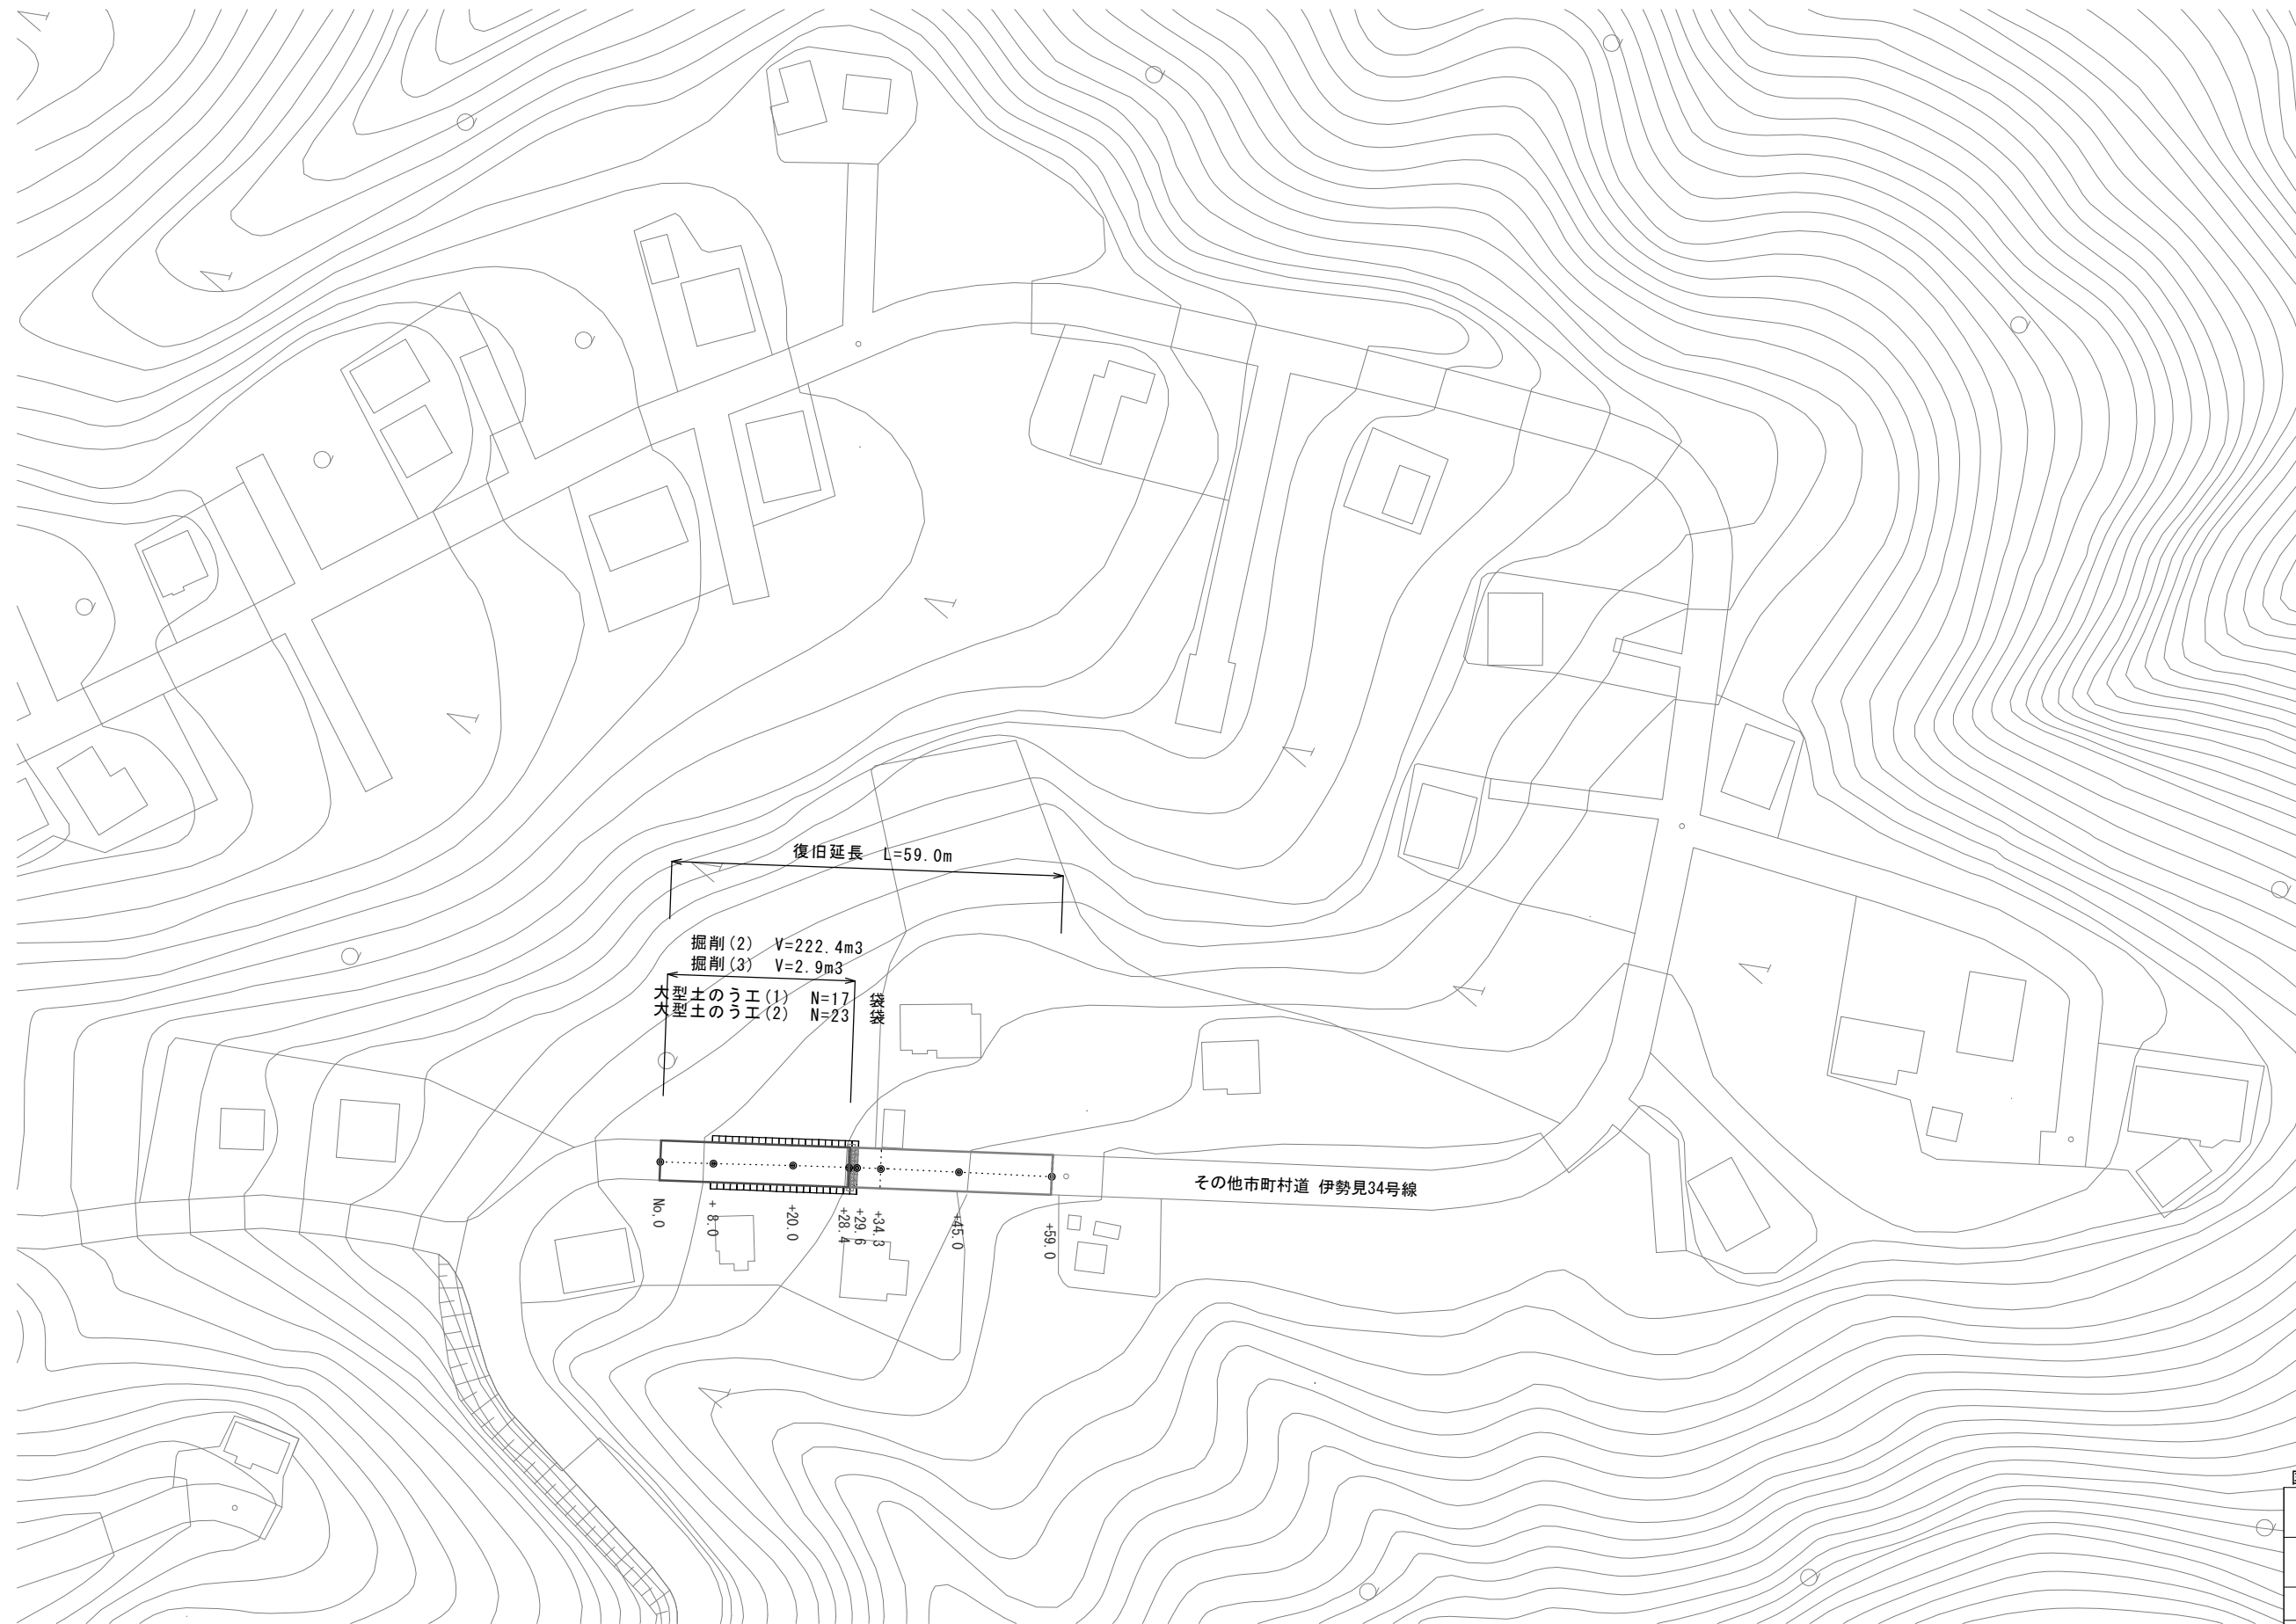 復旧延長 L=59.0m
掘削(2) V=222.4m3
掘削(3) V=2.9m3
大型土のう工(1) N=17 袋
大型土のう工(2) N=23 袋
その他市町村道 伊勢見34号線
No.0
+ 8.0
+20.0
+28.4
+29.6
+34.3
+45.0
+59.0